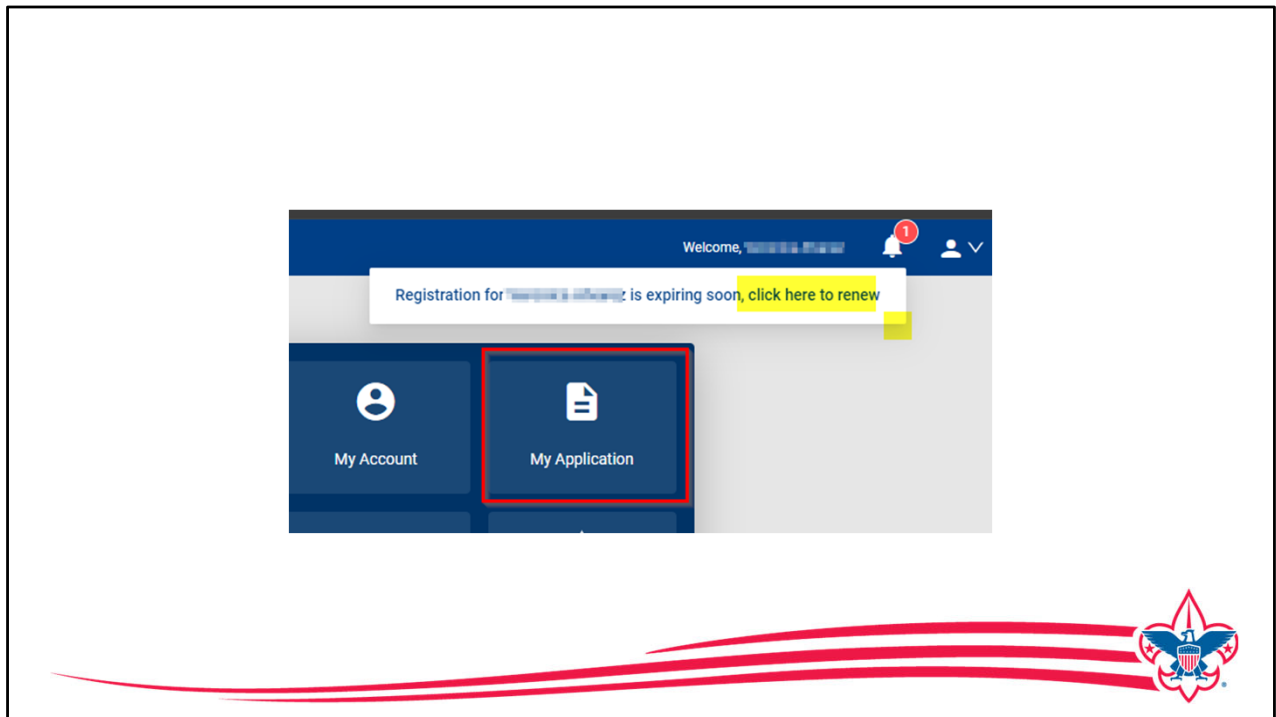 Welcome,
1
Registration for is expiring soon, click here to renew
My Account
My Application